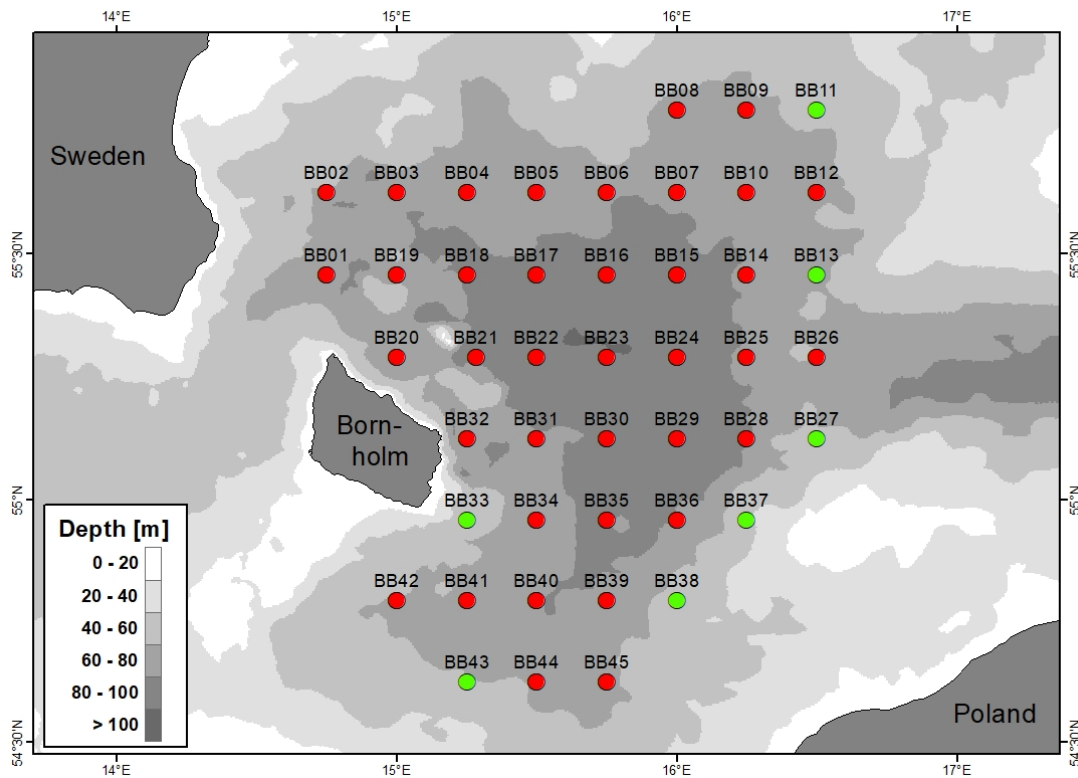 14°E 15°E 16°E 17°E
BB08 BB09 BB11
Sweden
BB02 BB03 BB04 BB05 BB06 BB07 BB10 BB12
55°30'N 55°30'N
BB01 BB19 BB18 BB17 BB16 BB15 BB14 BB13
BB20 BB21 BB22 BB23 BB24 BB25 BB26
BB32 BB31 BB30 BB29 BB28 BB27
Born-
holm
55°N 55°N
BB33 BB34 BB35 BB36 BB37
Depth [m]
0 - 20
20 - 40
40 - 60
60 - 80
80 - 100
> 100
BB42 BB41 BB40 BB39 BB38
BB43 BB44 BB45
Poland
54°30'N 54°30'N
14°E 15°E 16°E 17°E